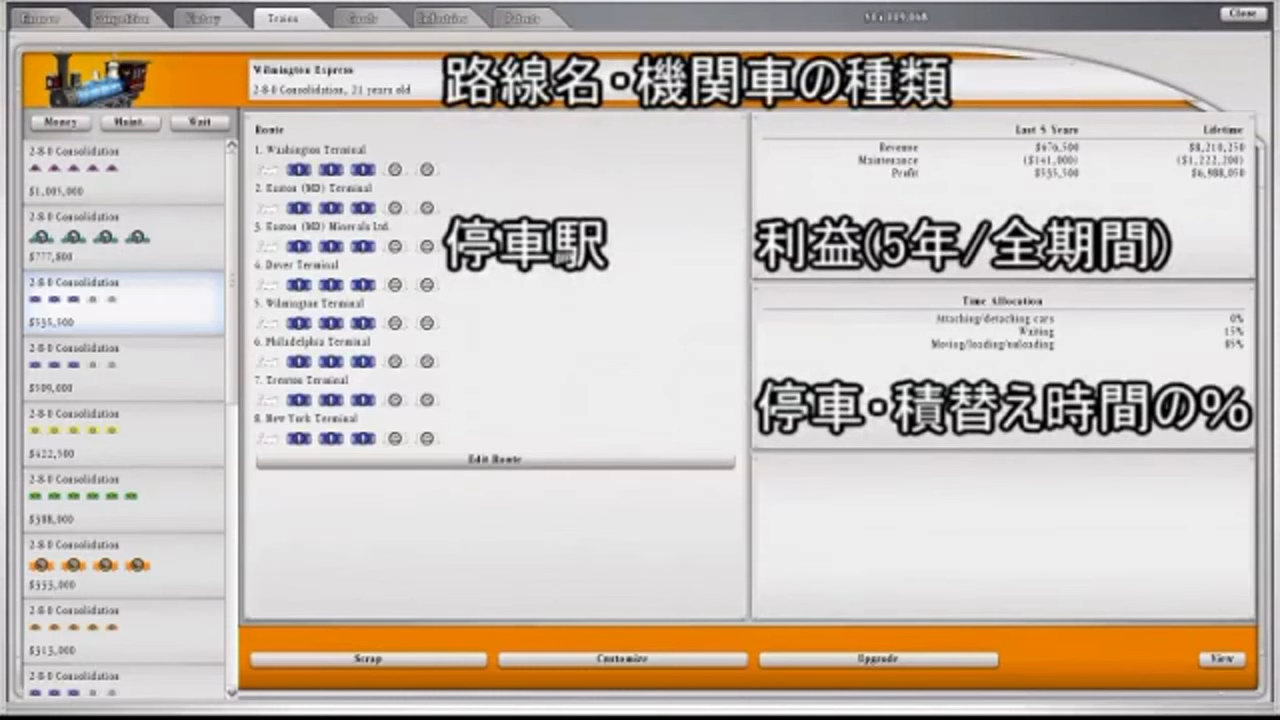 Trains
Close
Wilmington Express
2-8-0 Consolidation, 21 years old
路線名・機関車の種類
Money
Maint.
Wait
2-8-0 Consolidation
$1,005,000
2-8-0 Consolidation
$777,800
2-8-0 Consolidation
$535,500
2-8-0 Consolidation
$509,000
2-8-0 Consolidation
$422,500
2-8-0 Consolidation
$388,000
2-8-0 Consolidation
$333,000
2-8-0 Consolidation
$313,000
2-8-0 Consolidation
Route
1. Washington Terminal
2. Easton (MD) Terminal
3. Easton (MD) Minerals Ltd.
4. Dover Terminal
5. Wilmington Terminal
6. Philadelphia Terminal
7. Trenton Terminal
8. New York Terminal
Edit Route
停車駅
Last 5 Years Lifetime
Revenue $676,500 $8,210,250
Maintenance ($141,000) ($1,222,200)
Profit $535,500 $6,988,050
利益(5年/全期間)
Time Allocation
Attaching/detaching cars 0%
Waiting 15%
Moving/loading/unloading 85%
停車・積替え時間の%
Scrap
Customize
Upgrade
View